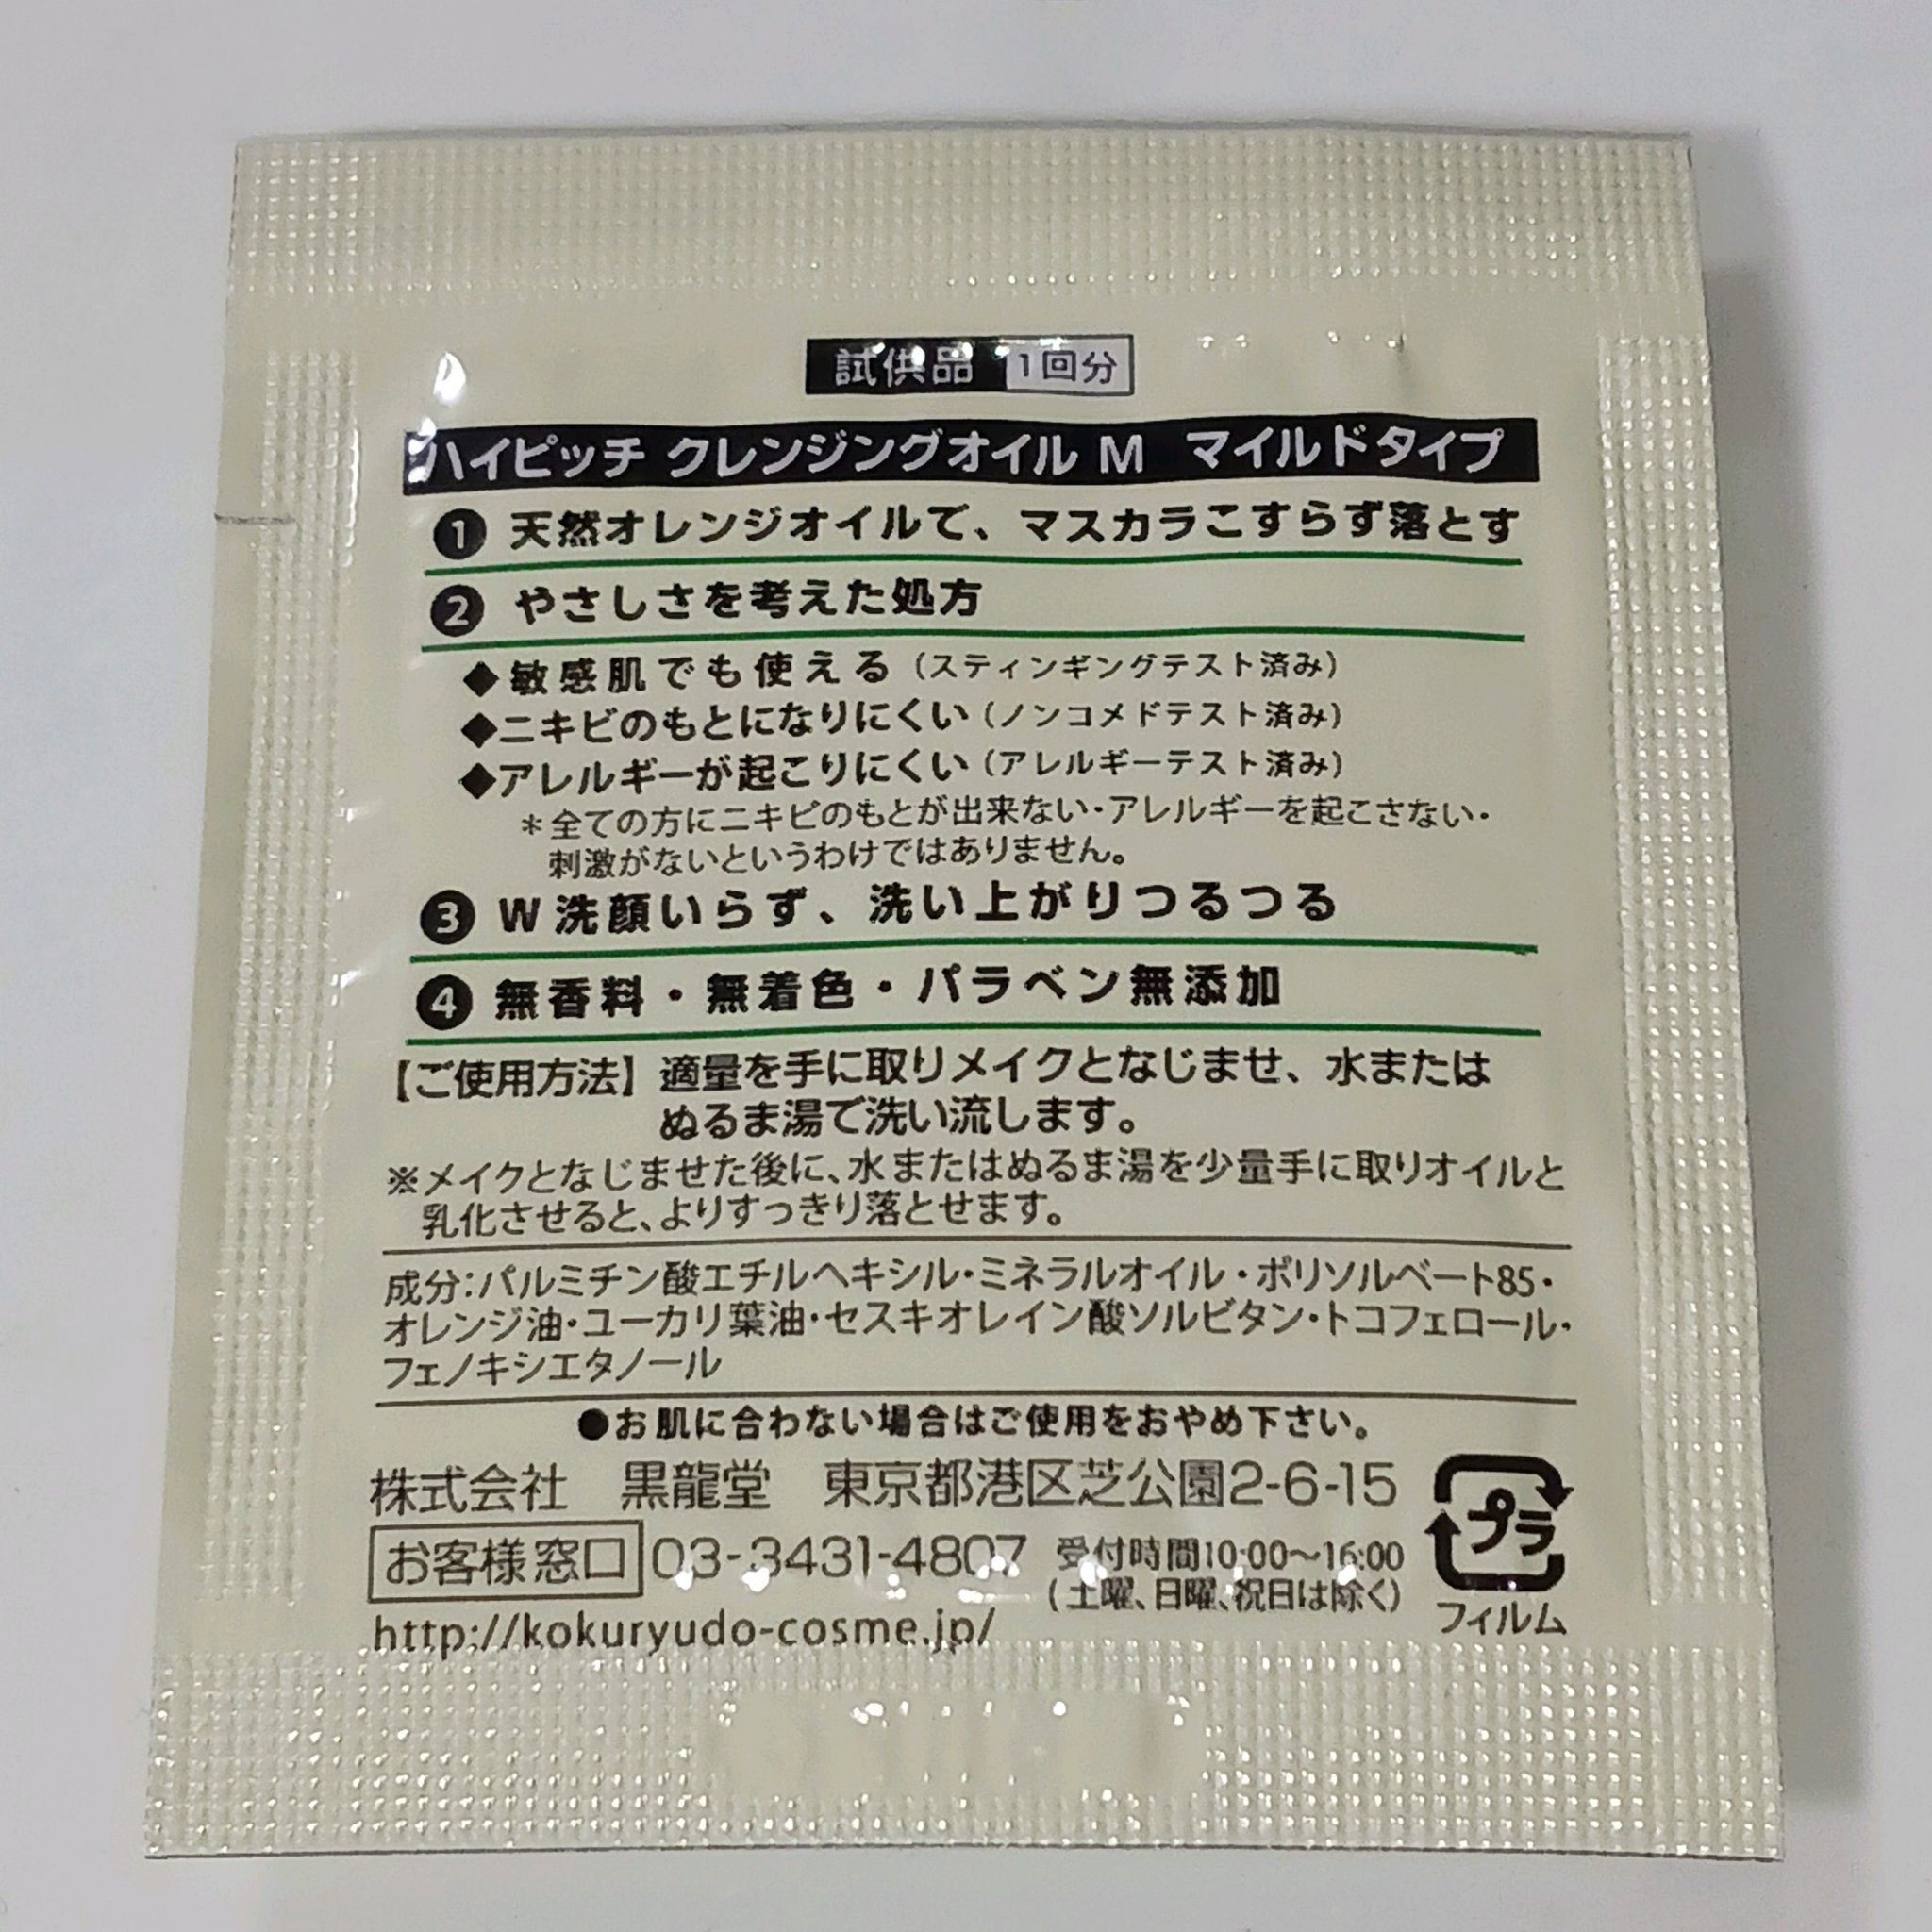 試供品 1回分
ハイピッチ クレンジングオイル M マイルドタイプ
❶ 天然オレンジオイルで、マスカラこすらず落とす
❷ やさしさを考えた処方
◆敏感肌でも使える（スティンギングテスト済み）
◆ニキビのもとになりにくい（ノンコメドテスト済み）
◆アレルギーが起こりにくい（アレルギーテスト済み）
＊全ての方にニキビのもとが出来ない・アレルギーを起こさない・
刺激がないというわけではありません。
❸ W洗顔いらず、洗い上がりつるつる
❹ 無香料・無着色・パラベン無添加
【ご使用方法】適量を手に取りメイクとなじませ、水または
ぬるま湯で洗い流します。
※メイクとなじませた後に、水またはぬるま湯を少量手に取りオイルと
乳化させると、よりすっきり落とせます。
成分：パルミチン酸エチルヘキシル・ミネラルオイル・ポリソルベート85・
オレンジ油・ユーカリ葉油・セスキオレイン酸ソルビタン・トコフェロール・
フェノキシエタノール
●お肌に合わない場合はご使用をおやめ下さい。
株式会社 黒龍堂 東京都港区芝公園2-6-15
お客様窓口 03-3431-4807 受付時間10:00〜16:00
(土曜、日曜、祝日は除く)
http://kokuryudo-cosme.jp/
プラ
フィルム